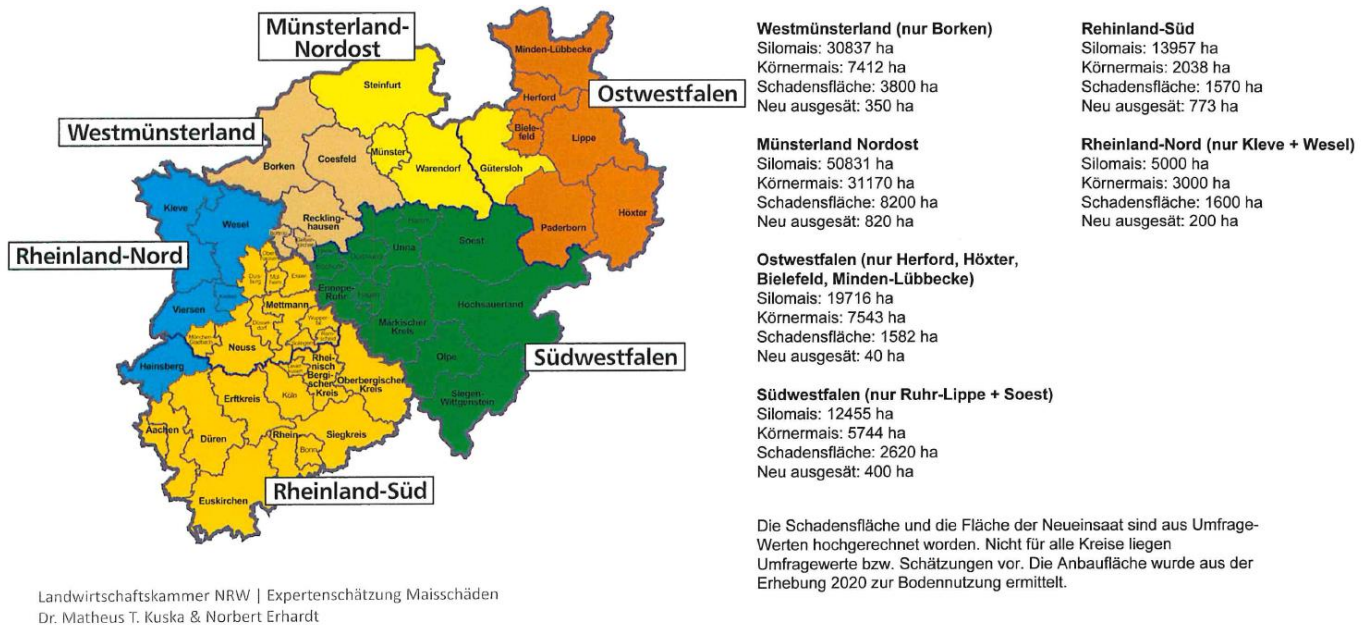 Münsterland-
Nordost
Steinfurt
Minden-Lübbecke
Herford
Ostwestfalen
Biele-
feld
Lippe
Westmünsterland
Borken
Coesfeld
Münster
Warendorf
Gütersloh
Paderborn
Höxter
Kleve
Wesel
Reckling-
hausen
Rheinland-Nord
Unna
Soest
Ennepe-
Ruhr
Hochsauerland
Märkischer
Kreis
Viersen
Mettmann
Neuss
Olpe
Südwestfalen
Siegen-
Wittgenstein
Heinsberg
Rhei-
nisch
Bergi-
scher
Kreis
Oberbergischer
Kreis
Erftkreis
Köln
Aachen
Düren
Rhein
Siegkreis
Bonn
Euskirchen
Rheinland-Süd
Landwirtschaftskammer NRW | Expertenschätzung Maisschäden
Dr. Matheus T. Kuska & Norbert Erhardt
Westmünsterland (nur Borken)
Silomais: 30837 ha
Körnermais: 7412 ha
Schadensfläche: 3800 ha
Neu ausgesät: 350 ha
Münsterland Nordost
Silomais: 50831 ha
Körnermais: 31170 ha
Schadensfläche: 8200 ha
Neu ausgesät: 820 ha
Ostwestfalen (nur Herford, Höxter,
Bielefeld, Minden-Lübbecke)
Silomais: 19716 ha
Körnermais: 7543 ha
Schadensfläche: 1582 ha
Neu ausgesät: 40 ha
Südwestfalen (nur Ruhr-Lippe + Soest)
Silomais: 12455 ha
Körnermais: 5744 ha
Schadensfläche: 2620 ha
Neu ausgesät: 400 ha
Rehinland-Süd
Silomais: 13957 ha
Körnermais: 2038 ha
Schadensfläche: 1570 ha
Neu ausgesät: 773 ha
Rheinland-Nord (nur Kleve + Wesel)
Silomais: 5000 ha
Körnermais: 3000 ha
Schadensfläche: 1600 ha
Neu ausgesät: 200 ha
Die Schadensfläche und die Fläche der Neueinsaat sind aus Umfrage-
Werten hochgerechnet worden. Nicht für alle Kreise liegen
Umfragewerte bzw. Schätzungen vor. Die Anbaufläche wurde aus der
Erhebung 2020 zur Bodennutzung ermittelt.